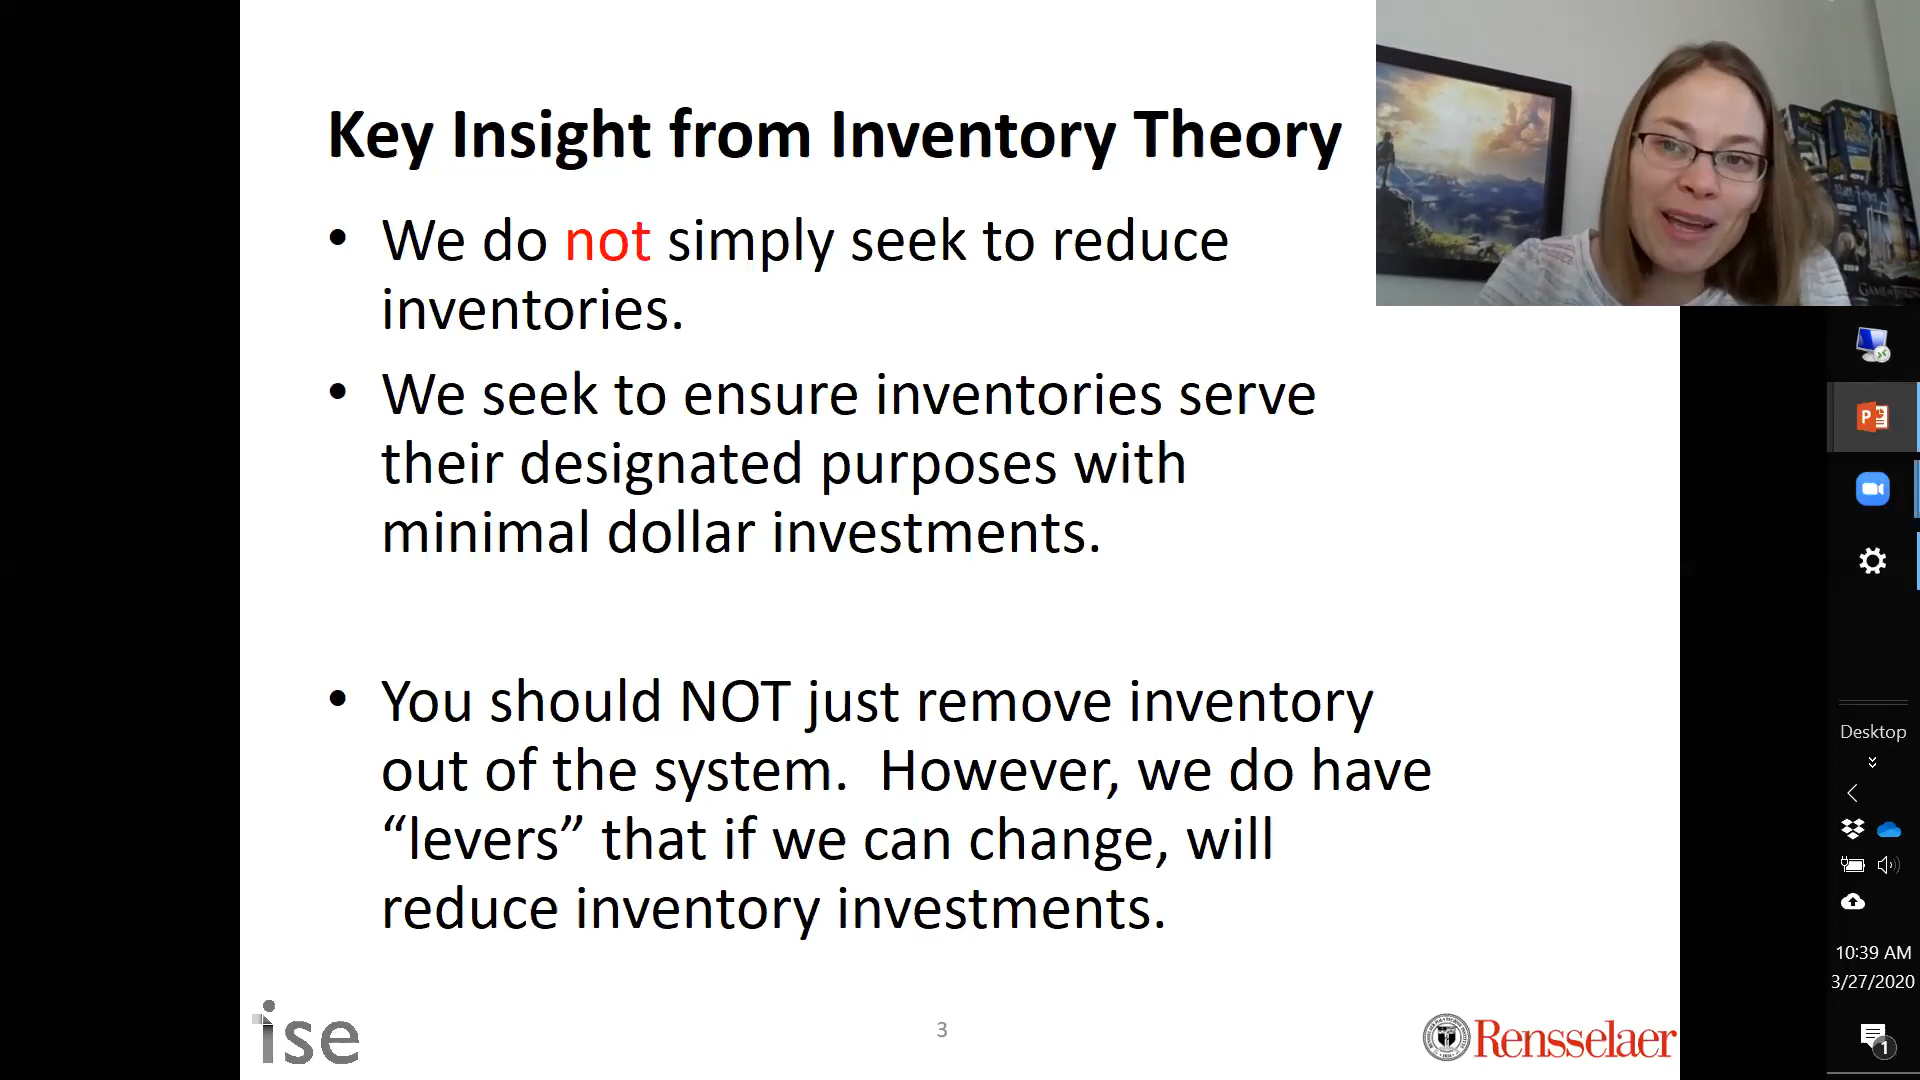 Key Insight from Inventory Theory
• We do not simply seek to reduce
inventories.
• We seek to ensure inventories serve
their designated purposes with
minimal dollar investments.
• You should NOT just remove inventory
out of the system.  However, we do have
“levers” that if we can change, will
reduce inventory investments.
ise
3
Rensselaer
Desktop
10:39 AM
3/27/2020
1